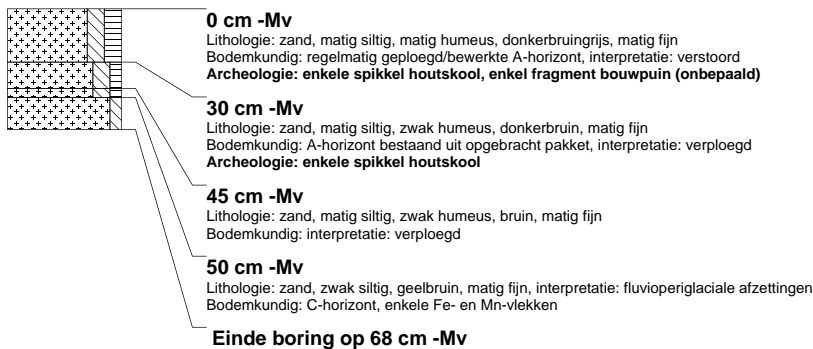 0 cm -Mv
Lithologie: zand, matig siltig, matig humeus, donkerbruingrijs, matig fijn
Bodemkundig: regelmatig geploegd/bewerkte A-horizont, interpretatie: verstoord
Archeologie: enkele spikkel houtskool, enkel fragment bouwpuin (onbepaald)
30 cm -Mv
Lithologie: zand, matig siltig, zwak humeus, donkerbruin, matig fijn
Bodemkundig: A-horizont bestaand uit opgebracht pakket, interpretatie: verploegd
Archeologie: enkele spikkel houtskool
45 cm -Mv
Lithologie: zand, matig siltig, zwak humeus, bruin, matig fijn
Bodemkundig: interpretatie: verploegd
50 cm -Mv
Lithologie: zand, zwak siltig, geelbruin, matig fijn, interpretatie: fluvioperiglaciale afzettingen
Bodemkundig: C-horizont, enkele Fe- en Mn-vlekken
Einde boring op 68 cm -Mv